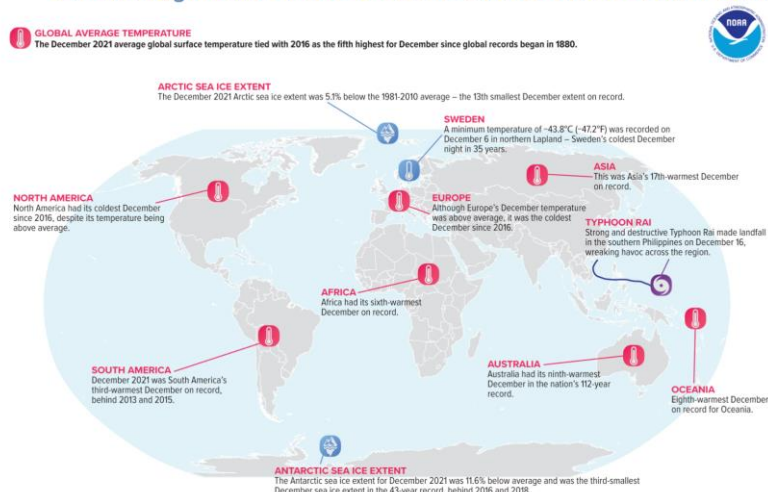 GLOBAL AVERAGE TEMPERATURE
The December 2021 average global surface temperature tied with 2016 as the fifth highest for December since global records began in 1880.
NOAA
ARCTIC SEA ICE EXTENT
The December 2021 Arctic sea ice extent was 5.1% below the 1981-2010 average – the 13th smallest December extent on record.
SWEDEN
A minimum temperature of -43.8°C (-47.2°F) was recorded on
December 6 in northern Lapland – Sweden's coldest December
night in 35 years.
ASIA
This was Asia's 17th-warmest December
on record.
NORTH AMERICA
North America had its coldest December
since 2016, despite its temperature being
above average.
EUROPE
Although Europe's December temperature
was above average, it was the coldest
December since 2016.
TYPHOON RAI
Strong and destructive Typhoon Rai made landfall
in the southern Philippines on December 16,
wreaking havoc across the region.
AFRICA
Africa had its sixth-warmest
December on record.
SOUTH AMERICA
December 2021 was South America's
third-warmest December on record,
behind 2013 and 2015.
AUSTRALIA
Australia had its ninth-warmest
December in the nation's 112-year
record.
OCEANIA
Eighth-warmest December
on record for Oceania.
ANTARCTIC SEA ICE EXTENT
The Antarctic sea ice extent for December 2021 was 11.6% below average and was the third-smallest
December sea ice extent in the 43-year record, behind 2016 and 2018.